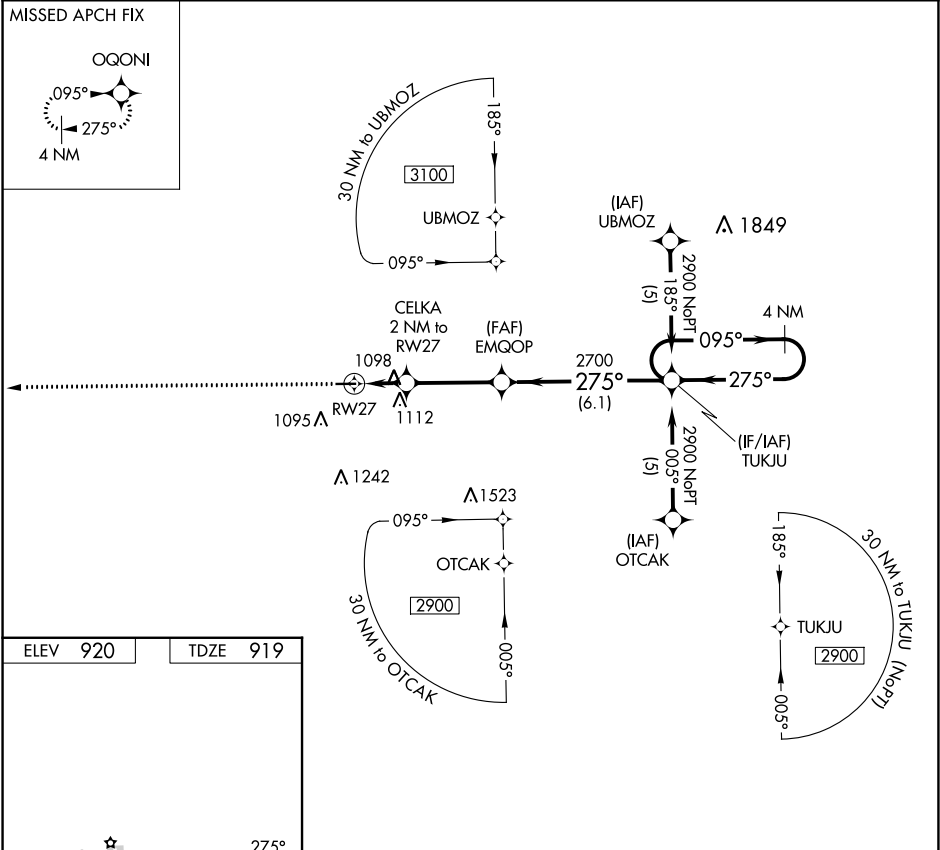 MISSED APCH FIX
OQONI
095°
275°
4 NM
30 NM to UBMOZ
185°
3100
UBMOZ
095°
(IAF)
UBMOZ
1849
2900 NoPT
185°
(5)
4 NM
095°
275°
CELKA
2 NM to
RW27
(FAF)
EMQOP
2700
275°
(6.1)
1098
RW27
1095
1112
(IF/IAF)
TUKJU
2900 NoPT
005°
(5)
(IAF)
OTCAK
1242
1523
095°
OTCAK
2900
005°
30 NM to OTCAK
185°
30 NM to TUKJU (NoPT)
TUKJU
2900
005°
ELEV 920
TDZE 919
275°